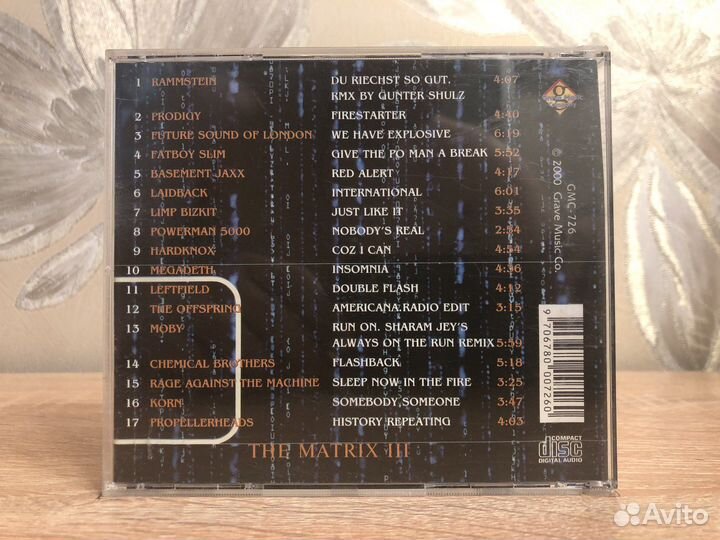 1 RAMMSTEIN DU RIECHST SO GUT. 4:07
RMX BY GUNTER SHULZ
2 PRODIGY FIRESTARTER 4:40
3 FUTURE SOUND OF LONDON WE HAVE EXPLOSIVE 6:19
4 FATBOY SLIM GIVE THE PO MAN A BREAK 5:52
5 BASEMENT JAXX RED ALERT 4:17
6 LAIDBACK INTERNATIONAL 6:01
7 LIMP BIZKIT JUST LIKE IT 3:35
8 POWERMAN 5000 NOBODY'S REAL 2:54
9 HARDKNOX COZ I CAN 4:54
10 MEGADETH INSOMNIA 4:36
11 LEFTFIELD DOUBLE FLASH 4:12
12 THE OFFSPRING AMERICANA.RADIO EDIT 3:15
13 MOBY RUN ON. SHARAM JEY'S
ALWAYS ON THE RUN REMIX 5:59
14 CHEMICAL BROTHERS FLASHBACK 5:18
15 RAGE AGAINST THE MACHINE SLEEP NOW IN THE FIRE 3:25
16 KORN SOMEBODY,SOMEONE 3:47
17 PROPELLERHEADS HISTORY REPEATING 4:03
THE MATRIX III
GMC-726
© 2000 Grave Music Co.
9 706780 007260
COMPACT
disc
DIGITAL AUDIO
Avito